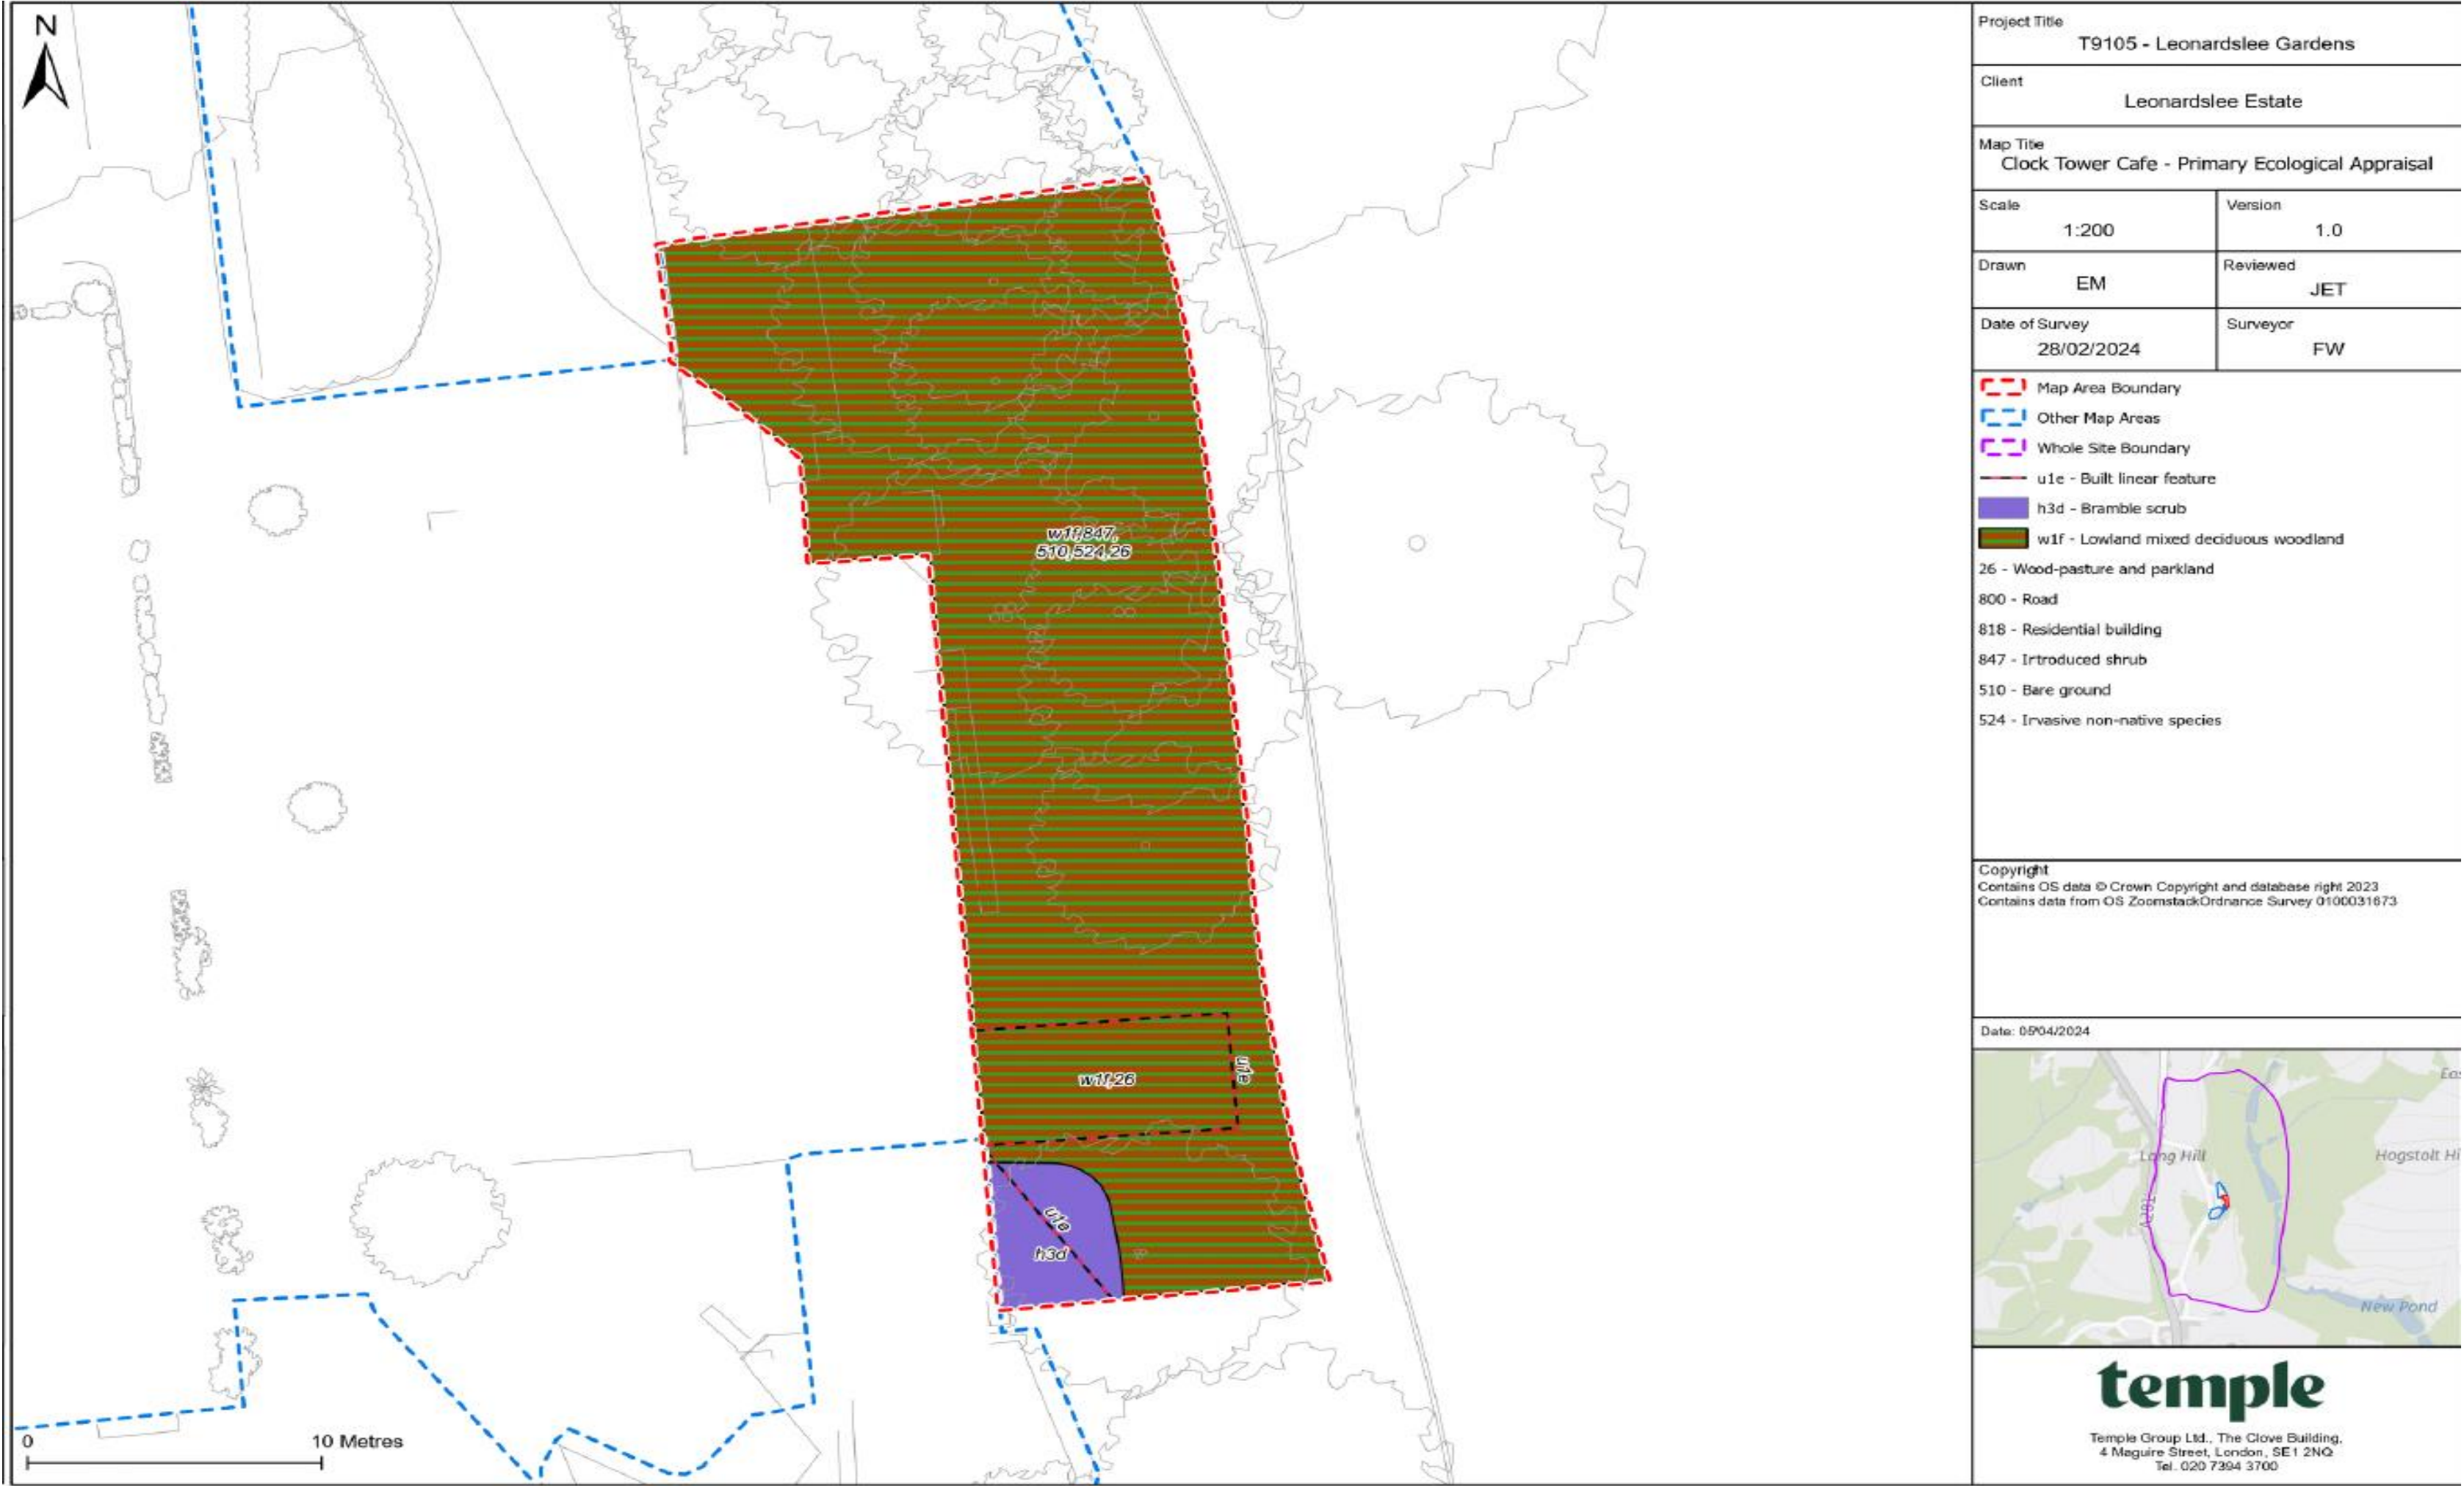 N
w1f,847,
510,524,26
w1f,26
u1e
u1e
h3d
0 10 Metres
Project Title
T9105 - Leonardslee Gardens
Client
Leonardslee Estate
Map Title
Clock Tower Cafe - Primary Ecological Appraisal
Scale
1:200
Version
1.0
Drawn
EM
Reviewed
JET
Date of Survey
28/02/2024
Surveyor
FW
Map Area Boundary
Other Map Areas
Whole Site Boundary
u1e - Built linear feature
h3d - Bramble scrub
w1f - Lowland mixed deciduous woodland
26 - Wood-pasture and parkland
800 - Road
818 - Residential building
847 - Introduced shrub
510 - Bare ground
524 - Invasive non-native species
Copyright
Contains OS data © Crown Copyright and database right 2023
Contains data from OS ZoomstackOrdnance Survey 0100031673
Date: 05/04/2024
Long Hill
A281
Hogstolt Hi
New Pond
temple
Temple Group Ltd., The Clove Building,
4 Maguire Street, London, SE1 2NQ
Tel. 020 7394 3700